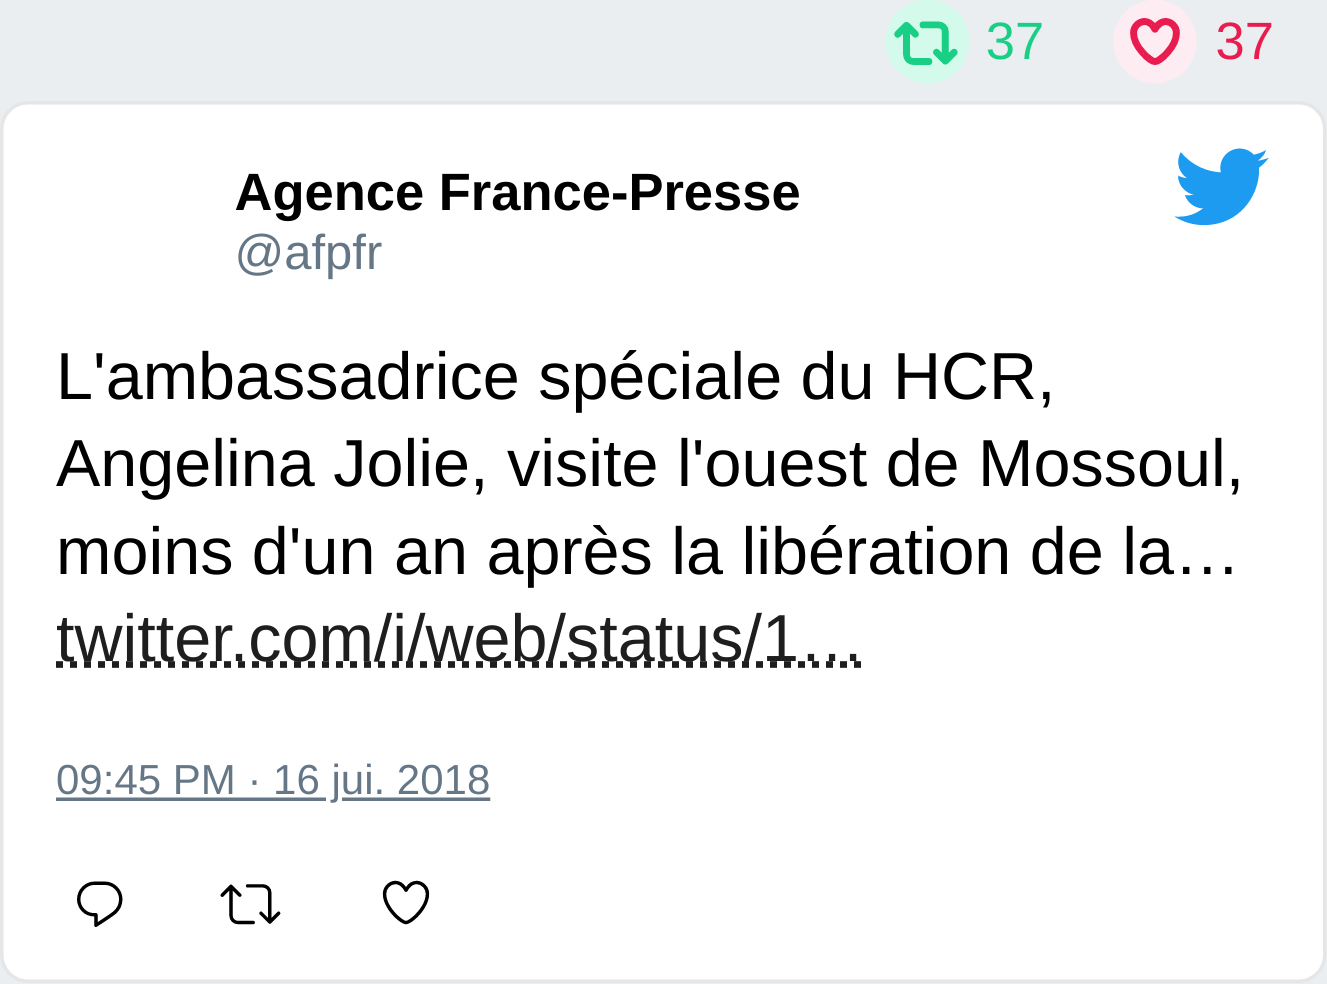 37 37
Agence France-Presse
@afpfr
L'ambassadrice spéciale du HCR,
Angelina Jolie, visite l'ouest de Mossoul,
moins d'un an après la libération de la…
twitter.com/i/web/status/1…
09:45 PM · 16 jui. 2018